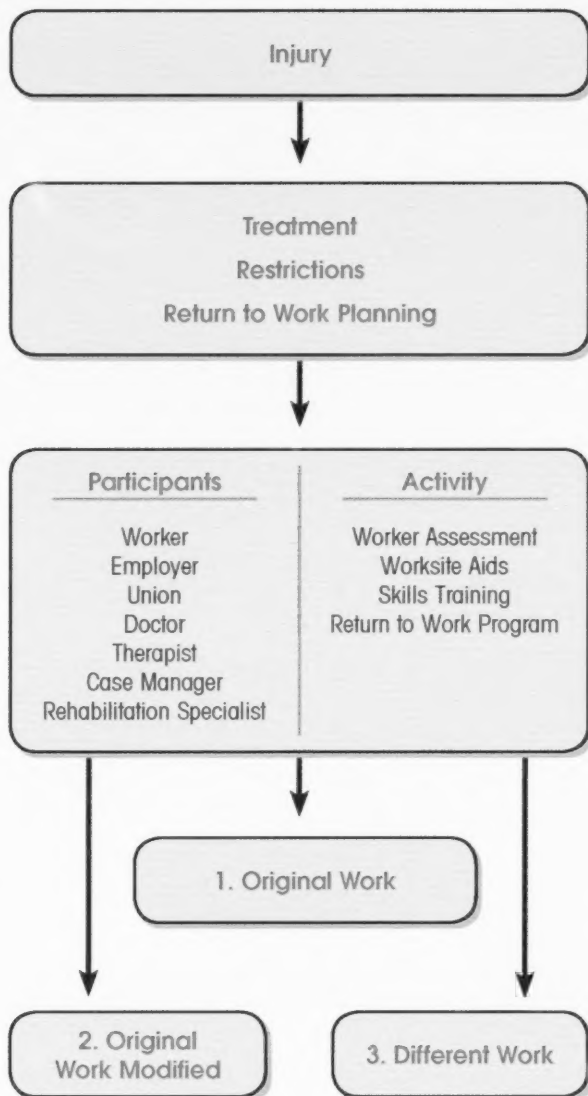 Injury
Treatment
Restrictions
Return to Work Planning
Participants
Worker
Employer
Union
Doctor
Therapist
Case Manager
Rehabilitation Specialist
Activity
Worker Assessment
Worksite Aids
Skills Training
Return to Work Program
1. Original Work
2. Original
Work Modified
3. Different Work